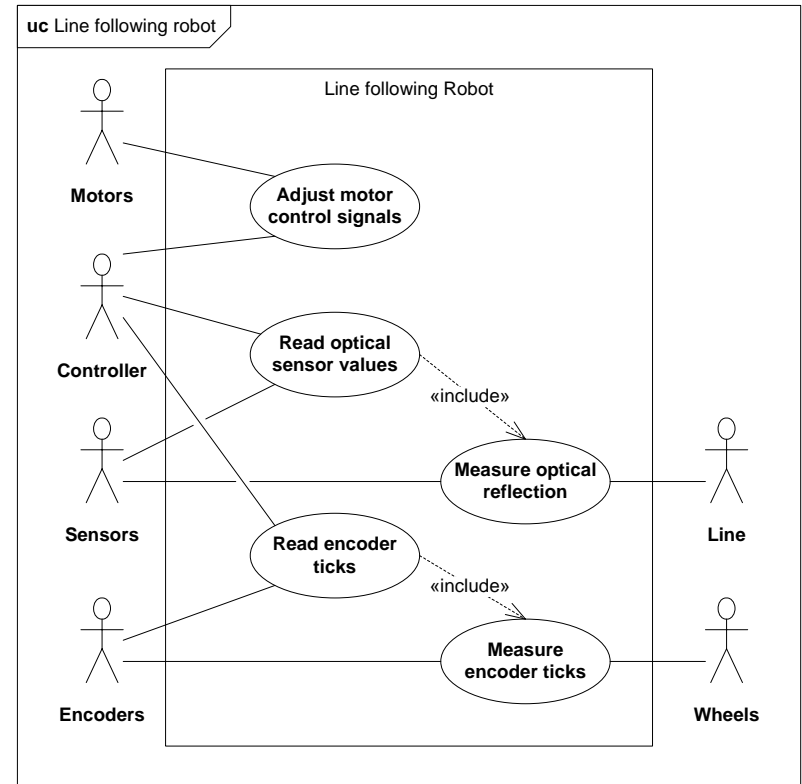 uc Line following robot
Line following Robot
Motors
Adjust motor
control signals
Controller
Read optical
sensor values
«include»
Sensors
Measure optical
reflection
Line
Read encoder
ticks
«include»
Encoders
Measure
encoder ticks
Wheels